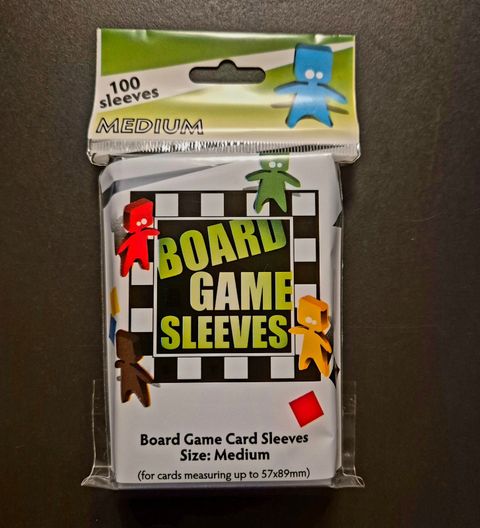 100
sleeves
MEDIUM
BOARD
GAME
SLEEVES
Board Game Card Sleeves
Size: Medium
(for cards measuring up to 57x89mm)